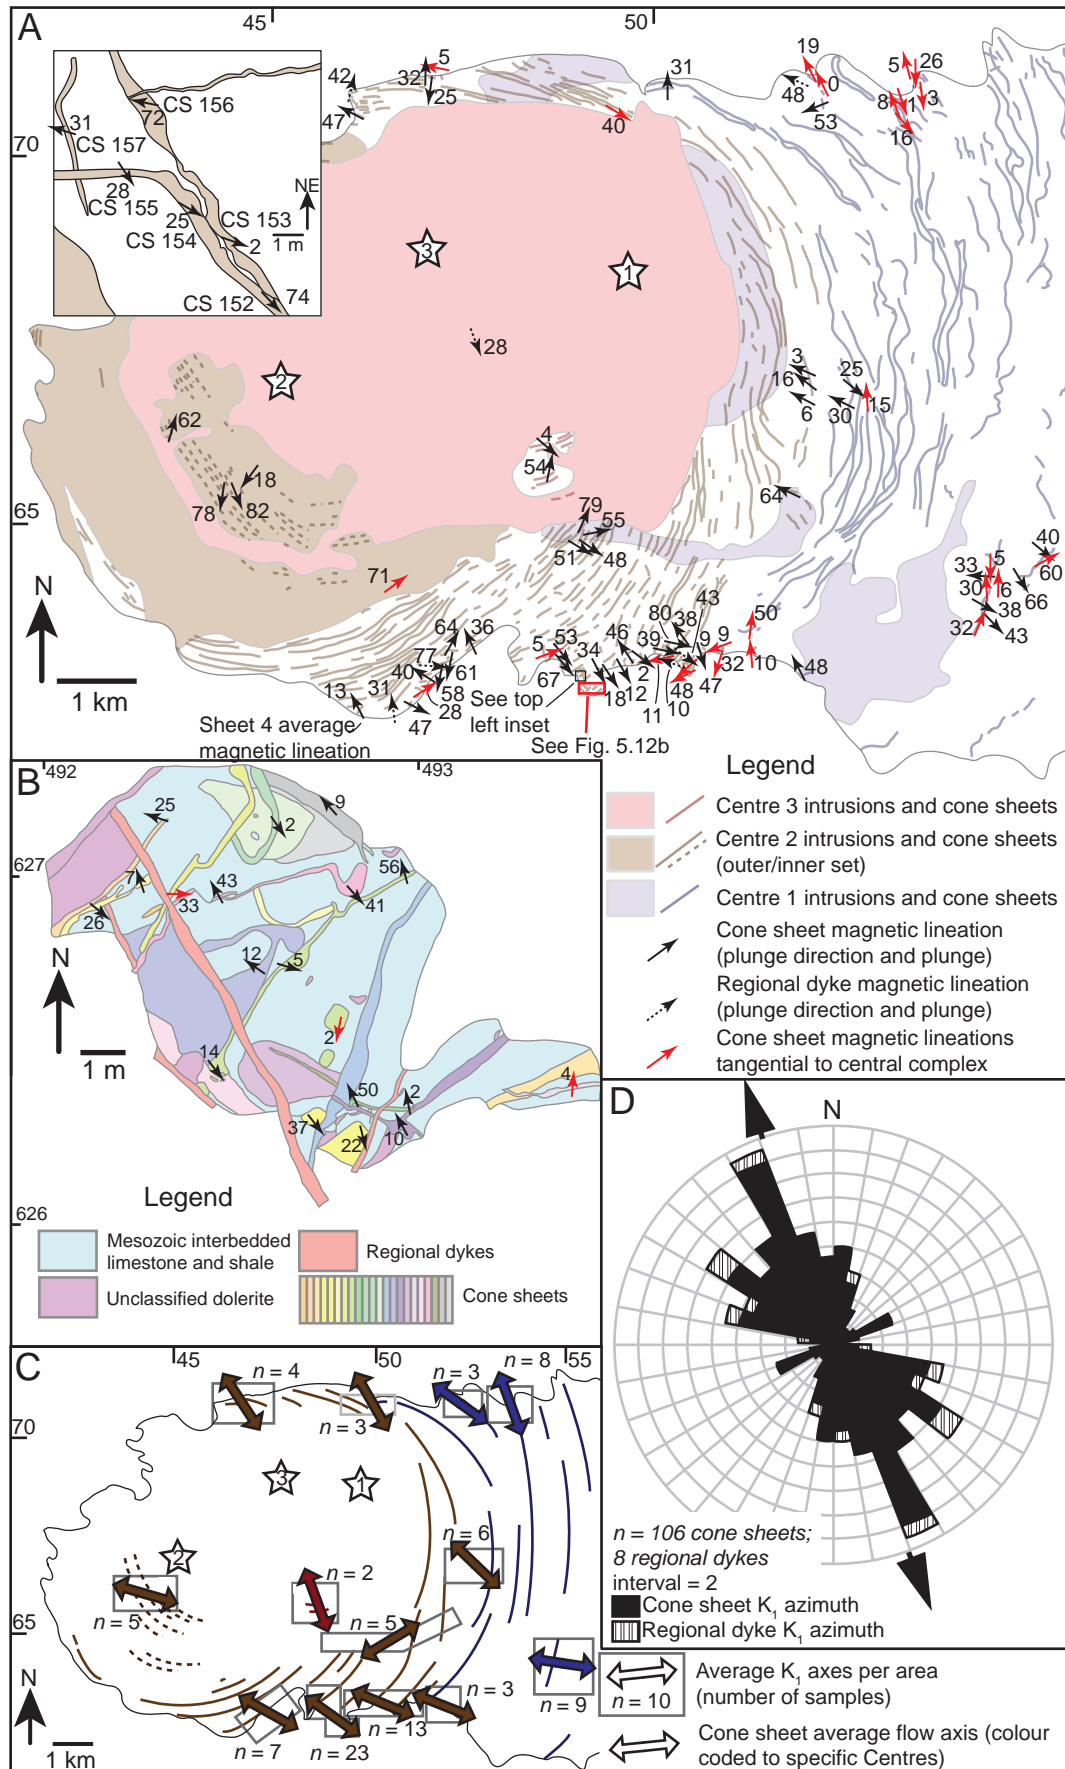 A
45
50
70
65
CS 156
72
31
CS 157
28
CS 155
25
CS 154
CS 153
2
CS 152
74
NE
1 m
42
47
32
5
25
40
31
19
0
48
53
5
26
8
1
3
16
3
1
2
28
62
18
78
82
71
4
54
79
55
51
48
3
16
6
25
30
15
64
33
5
30
6
32
38
43
66
40
60
N
1 km
64
36
77
40
61
58
28
13
31
47
5
53
67
34
18
12
46
2
39
80
38
43
11
10
48
9
47
9
32
50
10
48
Sheet 4 average
magnetic lineation
See top
left inset
See Fig. 5.12b
Legend
Centre 3 intrusions and cone sheets
Centre 2 intrusions and cone sheets
(outer/inner set)
Centre 1 intrusions and cone sheets
Cone sheet magnetic lineation
(plunge direction and plunge)
Regional dyke magnetic lineation
(plunge direction and plunge)
Cone sheet magnetic lineations
tangential to central complex
B
492
493
627
626
25
2
9
7
33
43
26
41
56
12
5
2
14
50
2
37
22
10
4
N
1 m
Legend
Mesozoic interbedded
limestone and shale
Unclassified dolerite
Regional dykes
Cone sheets
C
45
50
55
70
65
n = 4
n = 3
n = 3
n = 8
3
1
2
n = 6
n = 2
n = 5
n = 5
n = 3
n = 13
n = 7
n = 23
n = 9
N
1 km
n = 10
Average K1 axes per area
(number of samples)
Cone sheet average flow axis (colour
coded to specific Centres)
D
N
n = 106 cone sheets;
8 regional dykes
interval = 2
Cone sheet K1 azimuth
Regional dyke K1 azimuth